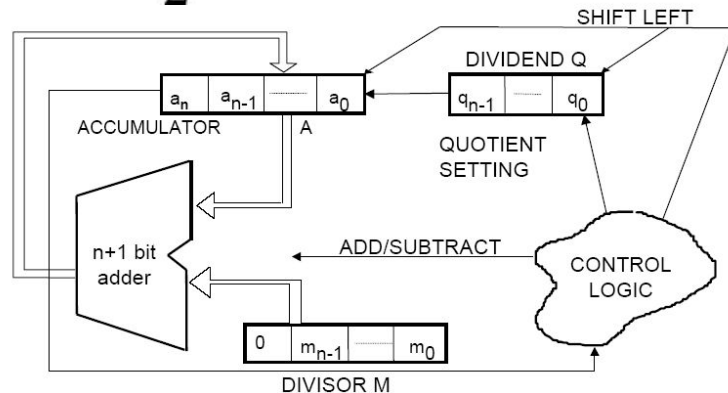 SHIFT LEFT
DIVIDEND Q
aₙ aₙ₋₁ ........ a₀
qₙ₋₁ ..... q₀
ACCUMULATOR A
QUOTIENT
SETTING
n+1 bit
adder
ADD/SUBTRACT
CONTROL
LOGIC
0 mₙ₋₁ ........ m₀
DIVISOR M